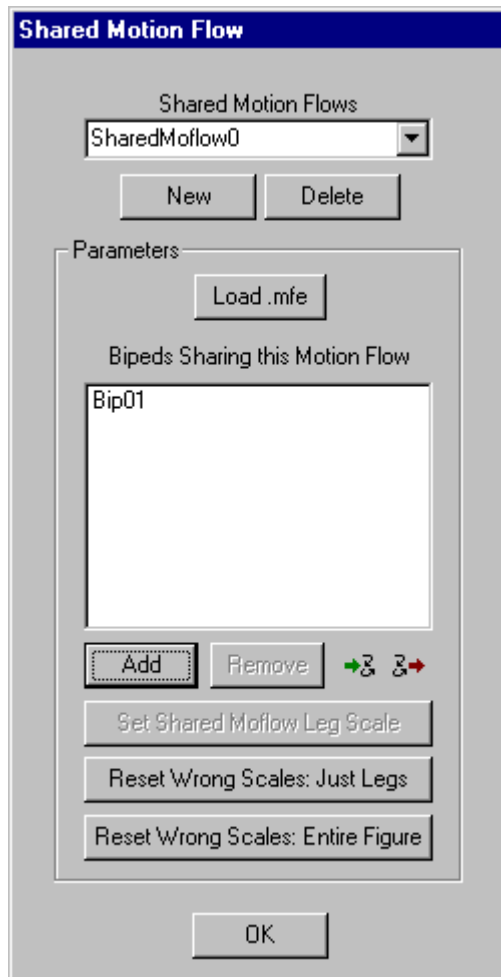 Shared Motion Flow
Shared Motion Flows
SharedMoflow0
New Delete
Parameters
Load .mfe
Bipeds Sharing this Motion Flow
Bip01
Add Remove
Set Shared Moflow Leg Scale
Reset Wrong Scales: Just Legs
Reset Wrong Scales: Entire Figure
OK